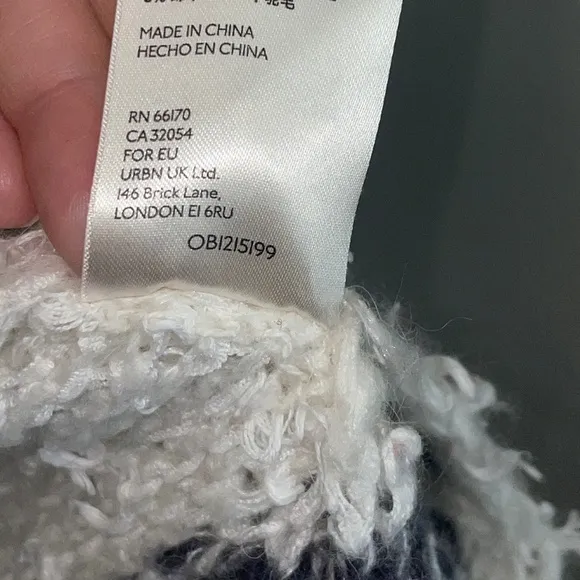 MADE IN CHINA
HECHO EN CHINA
RN 66170
CA 32054
FOR EU
URBN UK Ltd.
146 Brick Lane,
LONDON E1 6RU
OB1215199